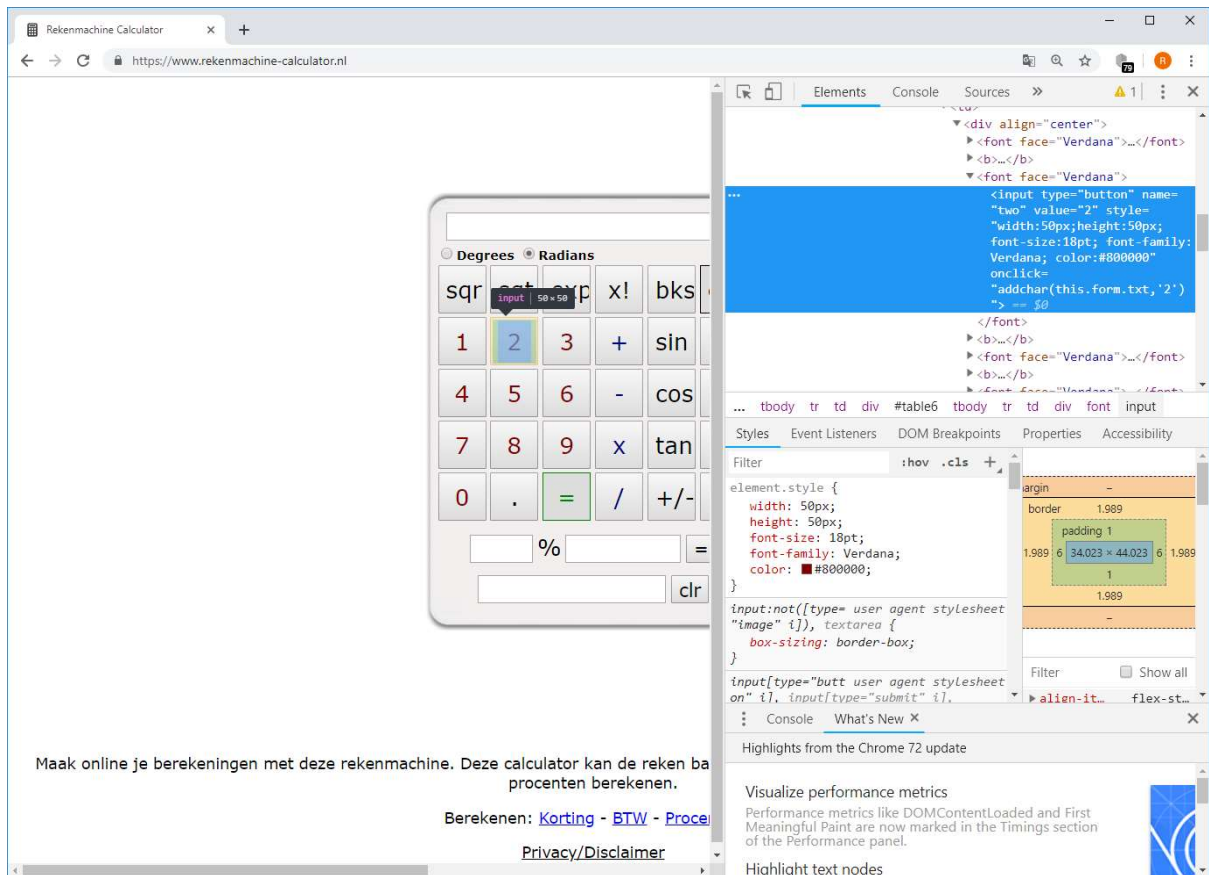 Rekenmachine Calculator
https://www.rekenmachine-calculator.nl
79
R
Degrees Radians
sqr x! bks
input 50 × 50
1 2 3 + sin
4 5 6 - cos
7 8 9 x tan
0 . = / +/-
% =
clr
Maak online je berekeningen met deze rekenmachine. Deze calculator kan de reken ba
procenten berekenen.
Berekenen: Korting - BTW - Procen
Privacy/Disclaimer
Elements Console Sources » 1
<div align="center">
<font face="Verdana">…</font>
<b>…</b>
<font face="Verdana">
... <input type="button" name=
"two" value="2" style=
"width:50px;height:50px;
font-size:18pt; font-family:
Verdana; color:#800000"
onclick=
"addchar(this.form.txt,'2')
"> == $0
</font>
<b>…</b>
<font face="Verdana">…</font>
<b>…</b>
<font face="Verdana">…</font>
... tbody tr td div #table6 tbody tr td div font input
Styles Event Listeners DOM Breakpoints Properties Accessibility
Filter :hov .cls +
element.style {
width: 50px;
height: 50px;
font-size: 18pt;
font-family: Verdana;
color: #800000;
}
input:not([type= user agent stylesheet
"image" i]), textarea {
box-sizing: border-box;
}
input[type="butt user agent stylesheet
on" i], input[type="submit" i],
argin –
border 1.989
padding 1
1.989 6 34.023 × 44.023 6 1.989
1
1.989
–
Filter Show all
align-it… flex-st…
Console What's New ×
Highlights from the Chrome 72 update
Visualize performance metrics
Performance metrics like DOMContentLoaded and First
Meaningful Paint are now marked in the Timings section
of the Performance panel.
Highlight text nodes